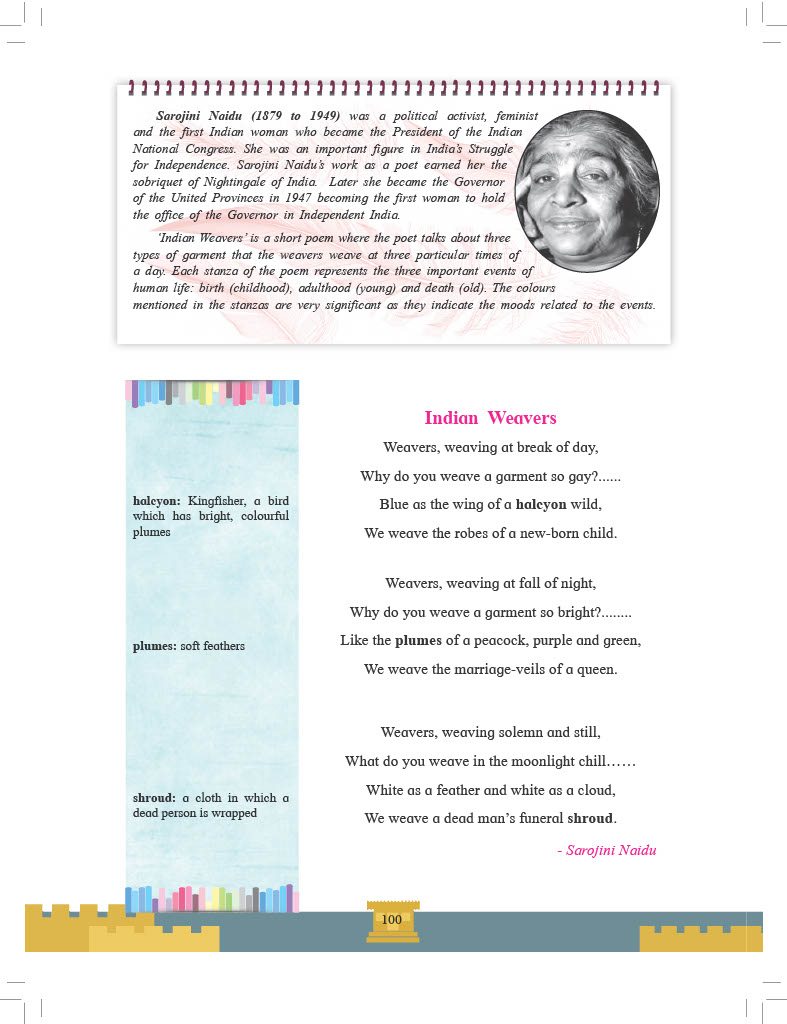 Sarojini Naidu (1879 to 1949) was a political activist, feminist
and the first Indian woman who became the President of the Indian
National Congress. She was an important figure in India's Struggle
for Independence. Sarojini Naidu's work as a poet earned her the
sobriquet of Nightingale of India. Later she became the Governor
of the United Provinces in 1947 becoming the first woman to hold
the office of the Governor in Independent India.
'Indian Weavers' is a short poem where the poet talks about three
types of garment that the weavers weave at three particular times of
a day. Each stanza of the poem represents the three important events of
human life: birth (childhood), adulthood (young) and death (old). The colours
mentioned in the stanzas are very significant as they indicate the moods related to the events.
halcyon: Kingfisher, a bird
which has bright, colourful
plumes
plumes: soft feathers
shroud: a cloth in which a
dead person is wrapped
Indian Weavers
Weavers, weaving at break of day,
Why do you weave a garment so gay?......
Blue as the wing of a halcyon wild,
We weave the robes of a new-born child.
Weavers, weaving at fall of night,
Why do you weave a garment so bright?........
Like the plumes of a peacock, purple and green,
We weave the marriage-veils of a queen.
Weavers, weaving solemn and still,
What do you weave in the moonlight chill……
White as a feather and white as a cloud,
We weave a dead man's funeral shroud.
- Sarojini Naidu
100